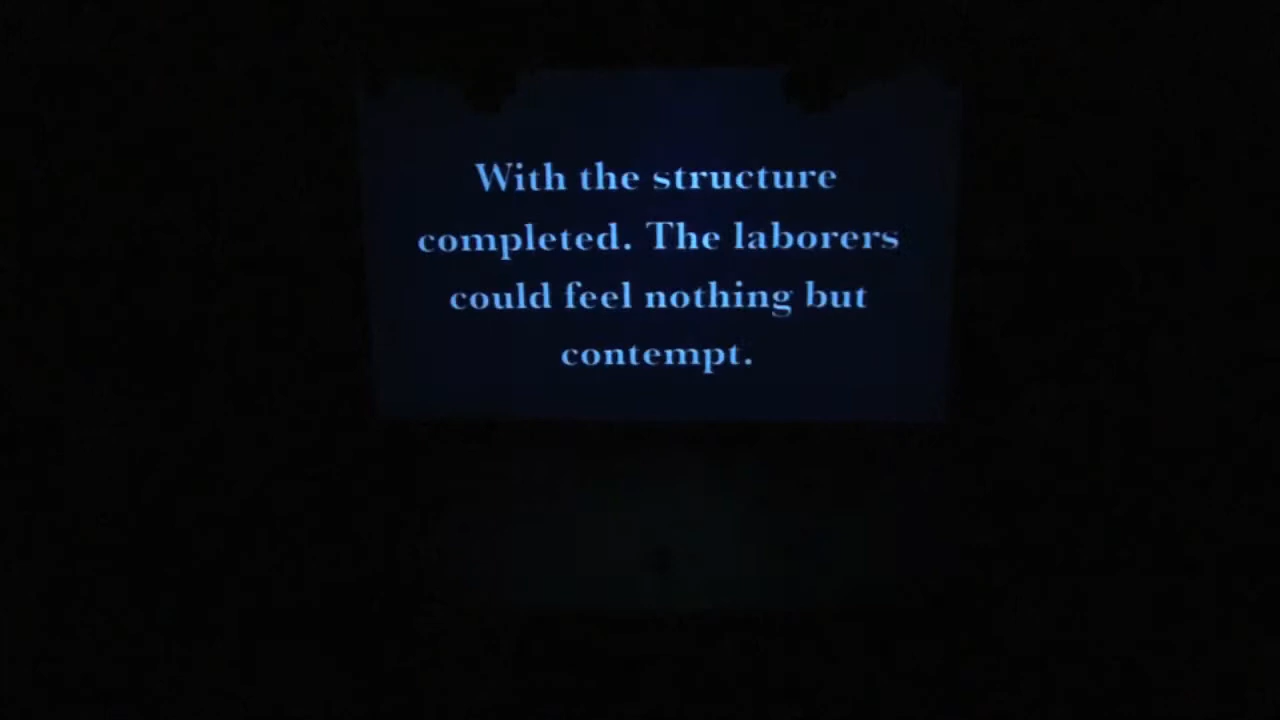 With the structure
completed. The laborers
could feel nothing but
contempt.